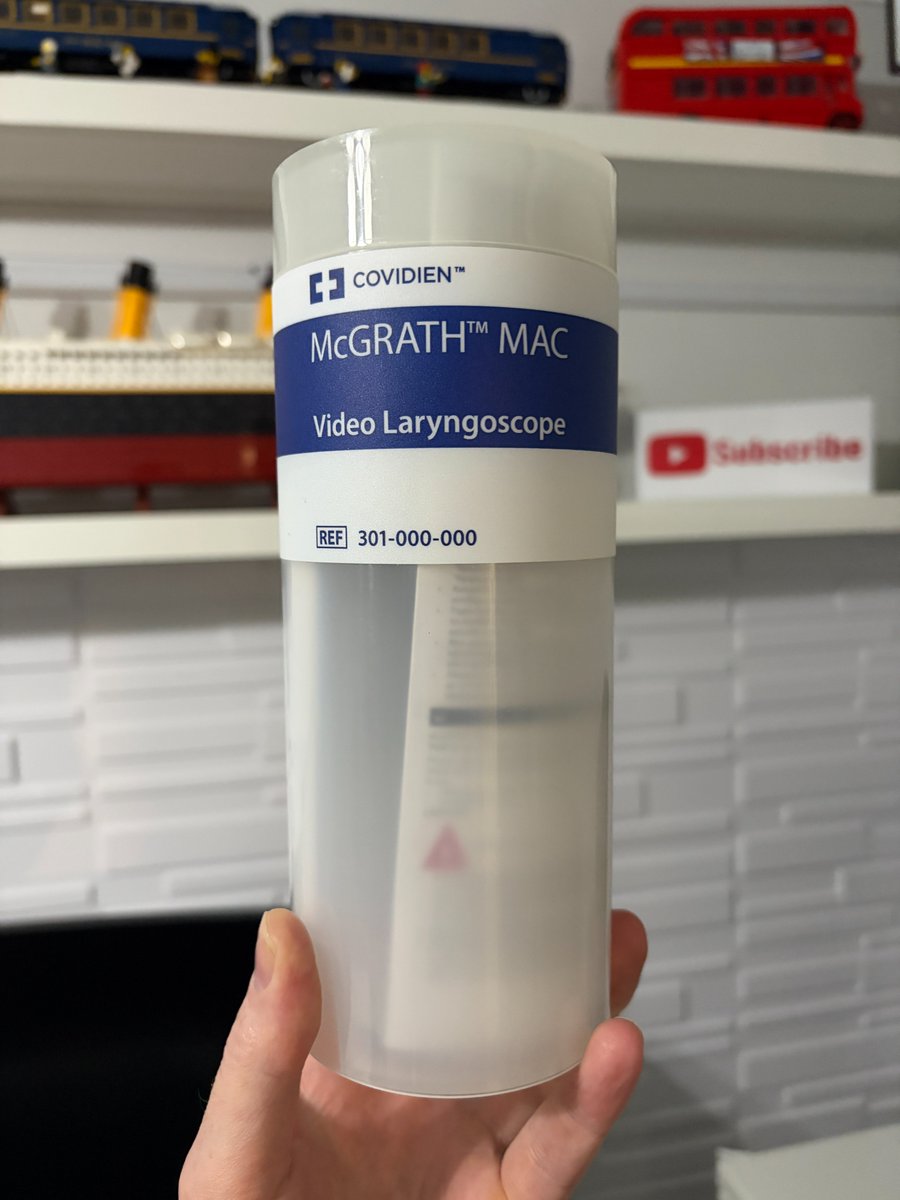 COVIDIEN™
McGRATH™ MAC
Video Laryngoscope
REF 301-000-000
Subscribe